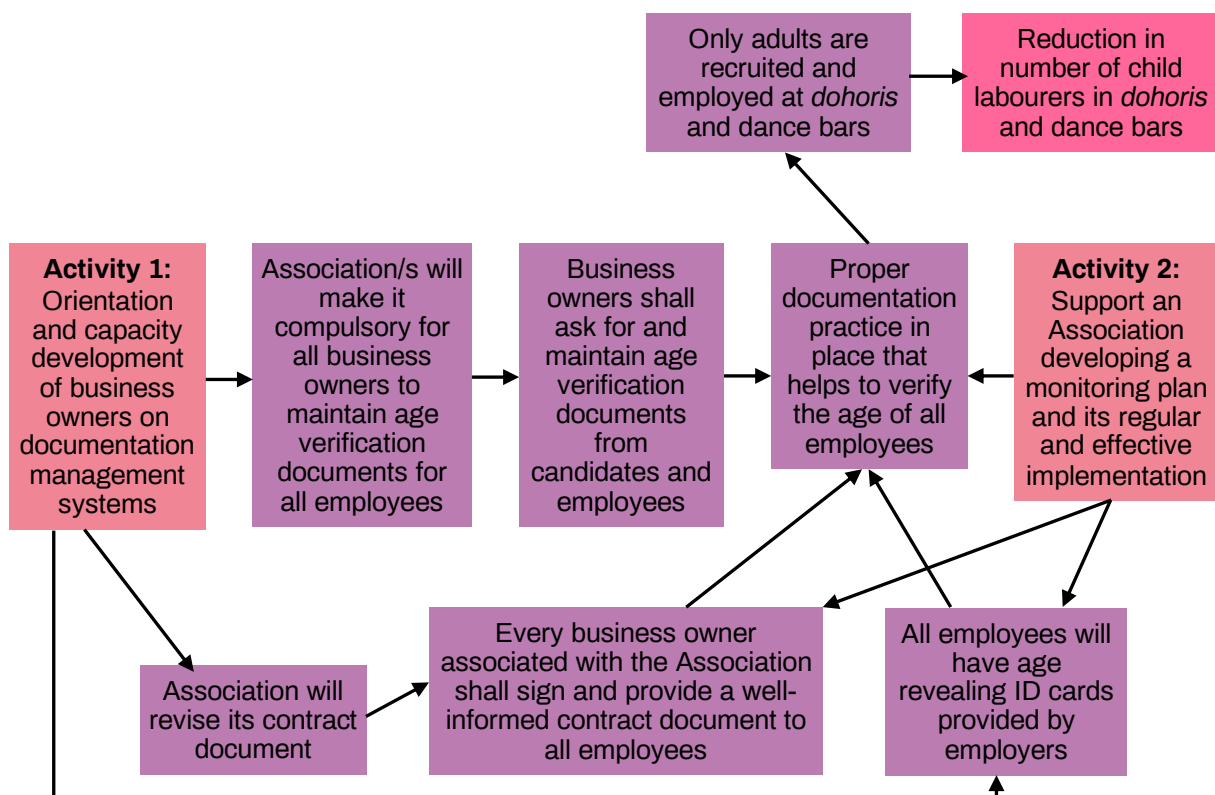 Only adults are
recruited and
employed at dohoris
and dance bars
Reduction in
number of child
labourers in dohoris
and dance bars
Activity 1:
Orientation
and capacity
development
of business
owners on
documentation
management
systems
Association/s will
make it
compulsory for
all business
owners to
maintain age
verification
documents for
all employees
Business
owners shall
ask for and
maintain age
verification
documents
from
candidates and
employees
Proper
documentation
practice in
place that
helps to verify
the age of all
employees
Activity 2:
Support an
Association
developing a
monitoring plan
and its regular
and effective
implementation
Association will
revise its contract
document
Every business owner
associated with the Association
shall sign and provide a well-
informed contract document to
all employees
All employees will
have age
revealing ID cards
provided by
employers